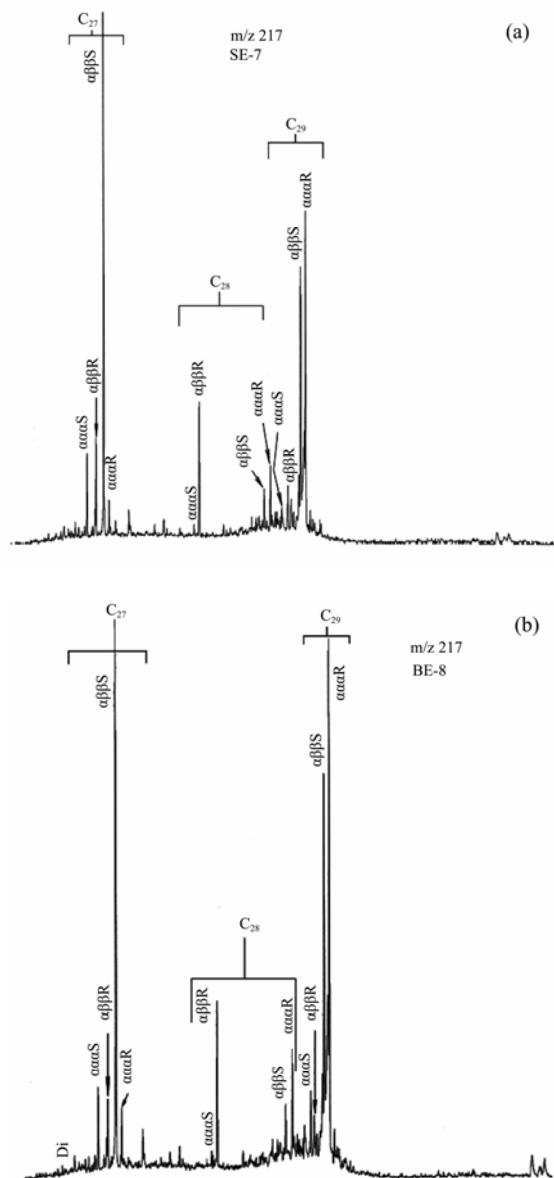 (a)
m/z 217
SE-7
C₂₇
αααS
αββR
αββS
αααR
C₂₈
αααS
αββR
αββS
αααR
C₂₉
αααS
αββR
αββS
αααR
(b)
m/z 217
BE-8
C₂₇
Di
αααS
αββR
αββS
αααR
C₂₈
αααS
αββR
αββS
αααR
C₂₉
αααS
αββR
αββS
αααR